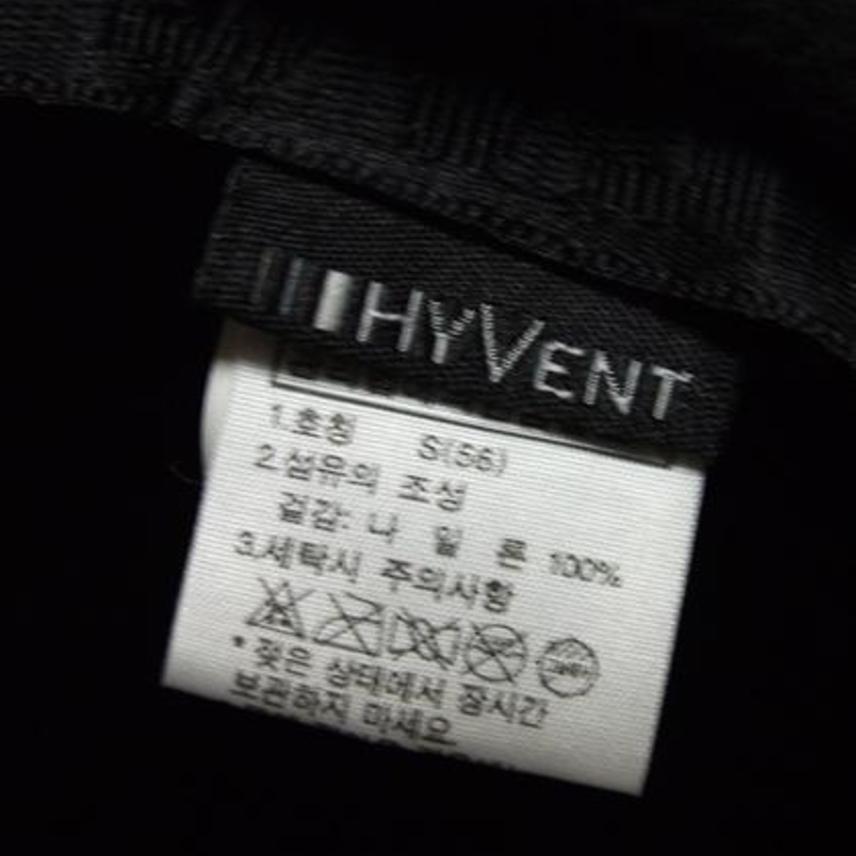 HYVENT
1.호칭 S(56)
2.섬유의 조성
겉감: 나 일 론 100%
3.세탁시 주의사항
* 젖은 상태에서 장시간
보관하지 마세요